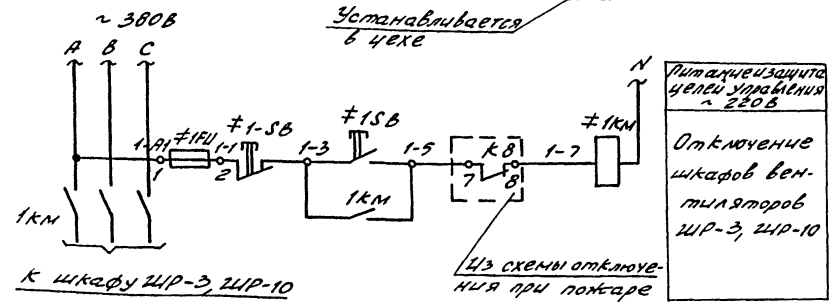 ~ 380В
Устанавливается
в цехе
А В С
N
Питание и защита
цепей управления
~ 220 В
Отключение
шкафов вен-
тиляторов
ШР-3, ШР-10
1-А1
1
≠1FU
1-1
2
≠1-SB
1-3
≠1SB
1-5
7
К 8
8
1-7
≠1КМ
1КМ
1КМ
К шкафу ШР-3, ШР-10
Из схемы отключе-
ния при пожаре